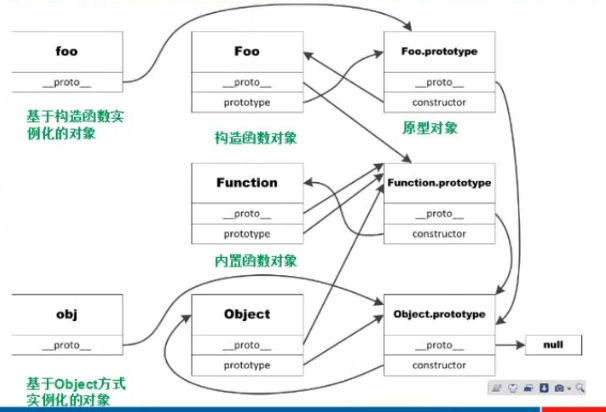 foo
__proto__
基于构造函数实
例化的对象
Foo
__proto__
prototype
构造函数对象
Foo.prototype
__proto__
constructor
原型对象
Function
__proto__
prototype
内置函数对象
Function.prototype
__proto__
constructor
obj
__proto__
基于Object方式
实例化的对象
Object
__proto__
prototype
Object.prototype
__proto__
constructor
null